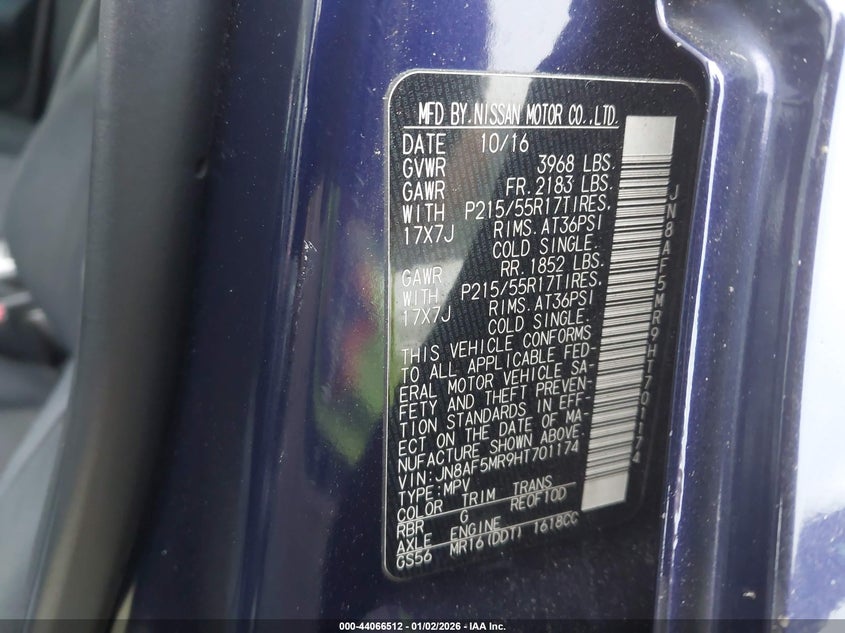 MFD BY. NISSAN MOTOR CO., LTD.
DATE 10/16
GVWR 3968 LBS.
GAWR FR. 2183 LBS.
WITH P215/55R17TIRES.
17X7J RIMS. AT36PSI
COLD SINGLE.
GAWR RR. 1852 LBS.
WITH P215/55R17TIRES.
17X7J RIMS. AT36PSI
COLD SINGLE.
THIS VEHICLE CONFORMS
TO ALL APPLICABLE FED-
ERAL MOTOR VEHICLE SA-
FETY AND THEFT PREVEN-
TION STANDARDS IN EFF-
ECT ON THE DATE OF MA-
NUFACTURE SHOWN ABOVE.
VIN: JN8AF5MR9HT701174
TYPE: MPV
COLOR TRIM TRANS
RBR G RE0F10D
AXLE ENGINE
GS56 MR16(DDT) 1618CC
JN8AF5MR9HT701174
000-44066512 - 01/02/2026 - IAA Inc.